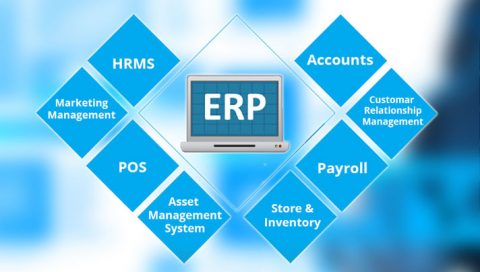 HRMS
Accounts
Marketing
Management
ERP
Customar
Relationship
Management
POS
Payroll
Asset
Management
System
Store &
Inventory